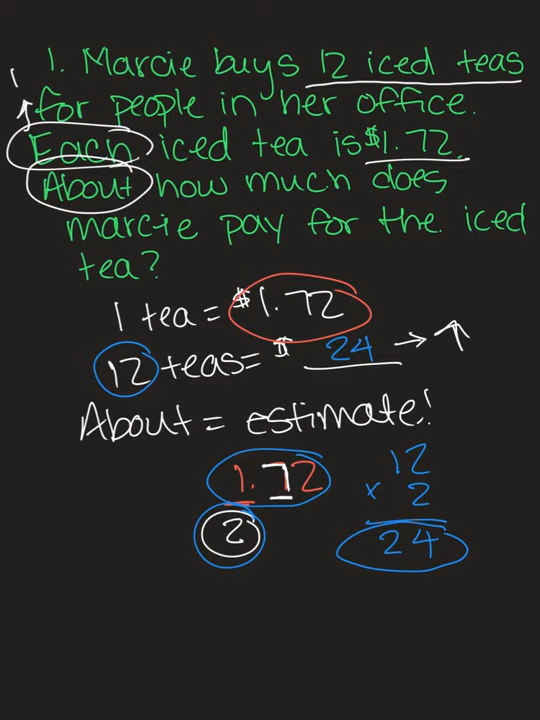 1. Marcie buys 12 iced teas
1
for people in her office.
Each iced tea is $1.72.
About how much does
marcie pay for the iced
tea?
1 tea = $1.72
12 teas = $ 24 → ↑
About = estimate!
1.72
2
12
x 2
24